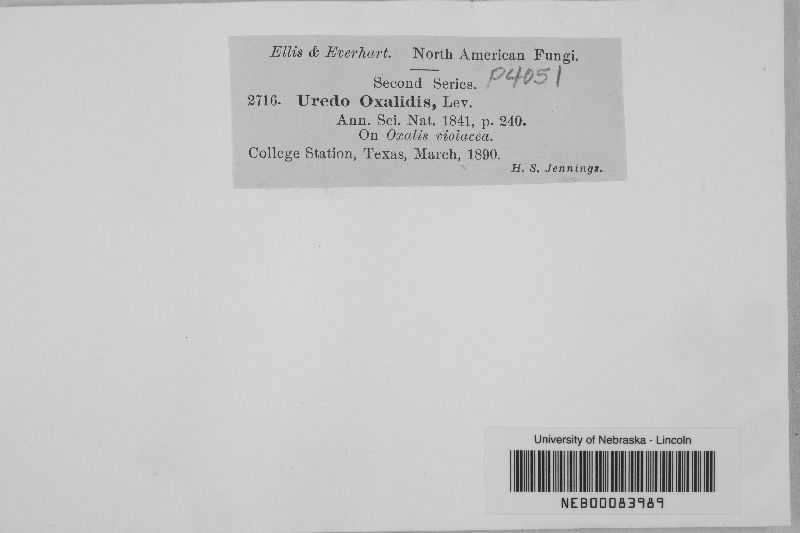 Ellis & Everhart. North American Fungi.
Second Series. P4051
2716. Uredo Oxalidis, Lev.
Ann. Sci. Nat. 1841, p. 240.
On Oxalis violacea.
College Station, Texas, March, 1890.
H. S. Jennings.
University of Nebraska - Lincoln
NEB00083989